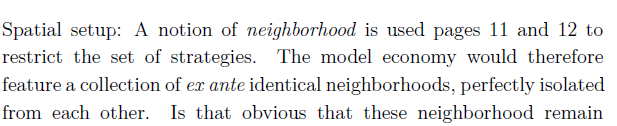 Spatial setup: A notion of neighborhood is used pages 11 and 12 to
restrict the set of strategies. The model economy would therefore
feature a collection of ex ante identical neighborhoods, perfectly isolated
from each other. Is that obvious that these neighborhood remain